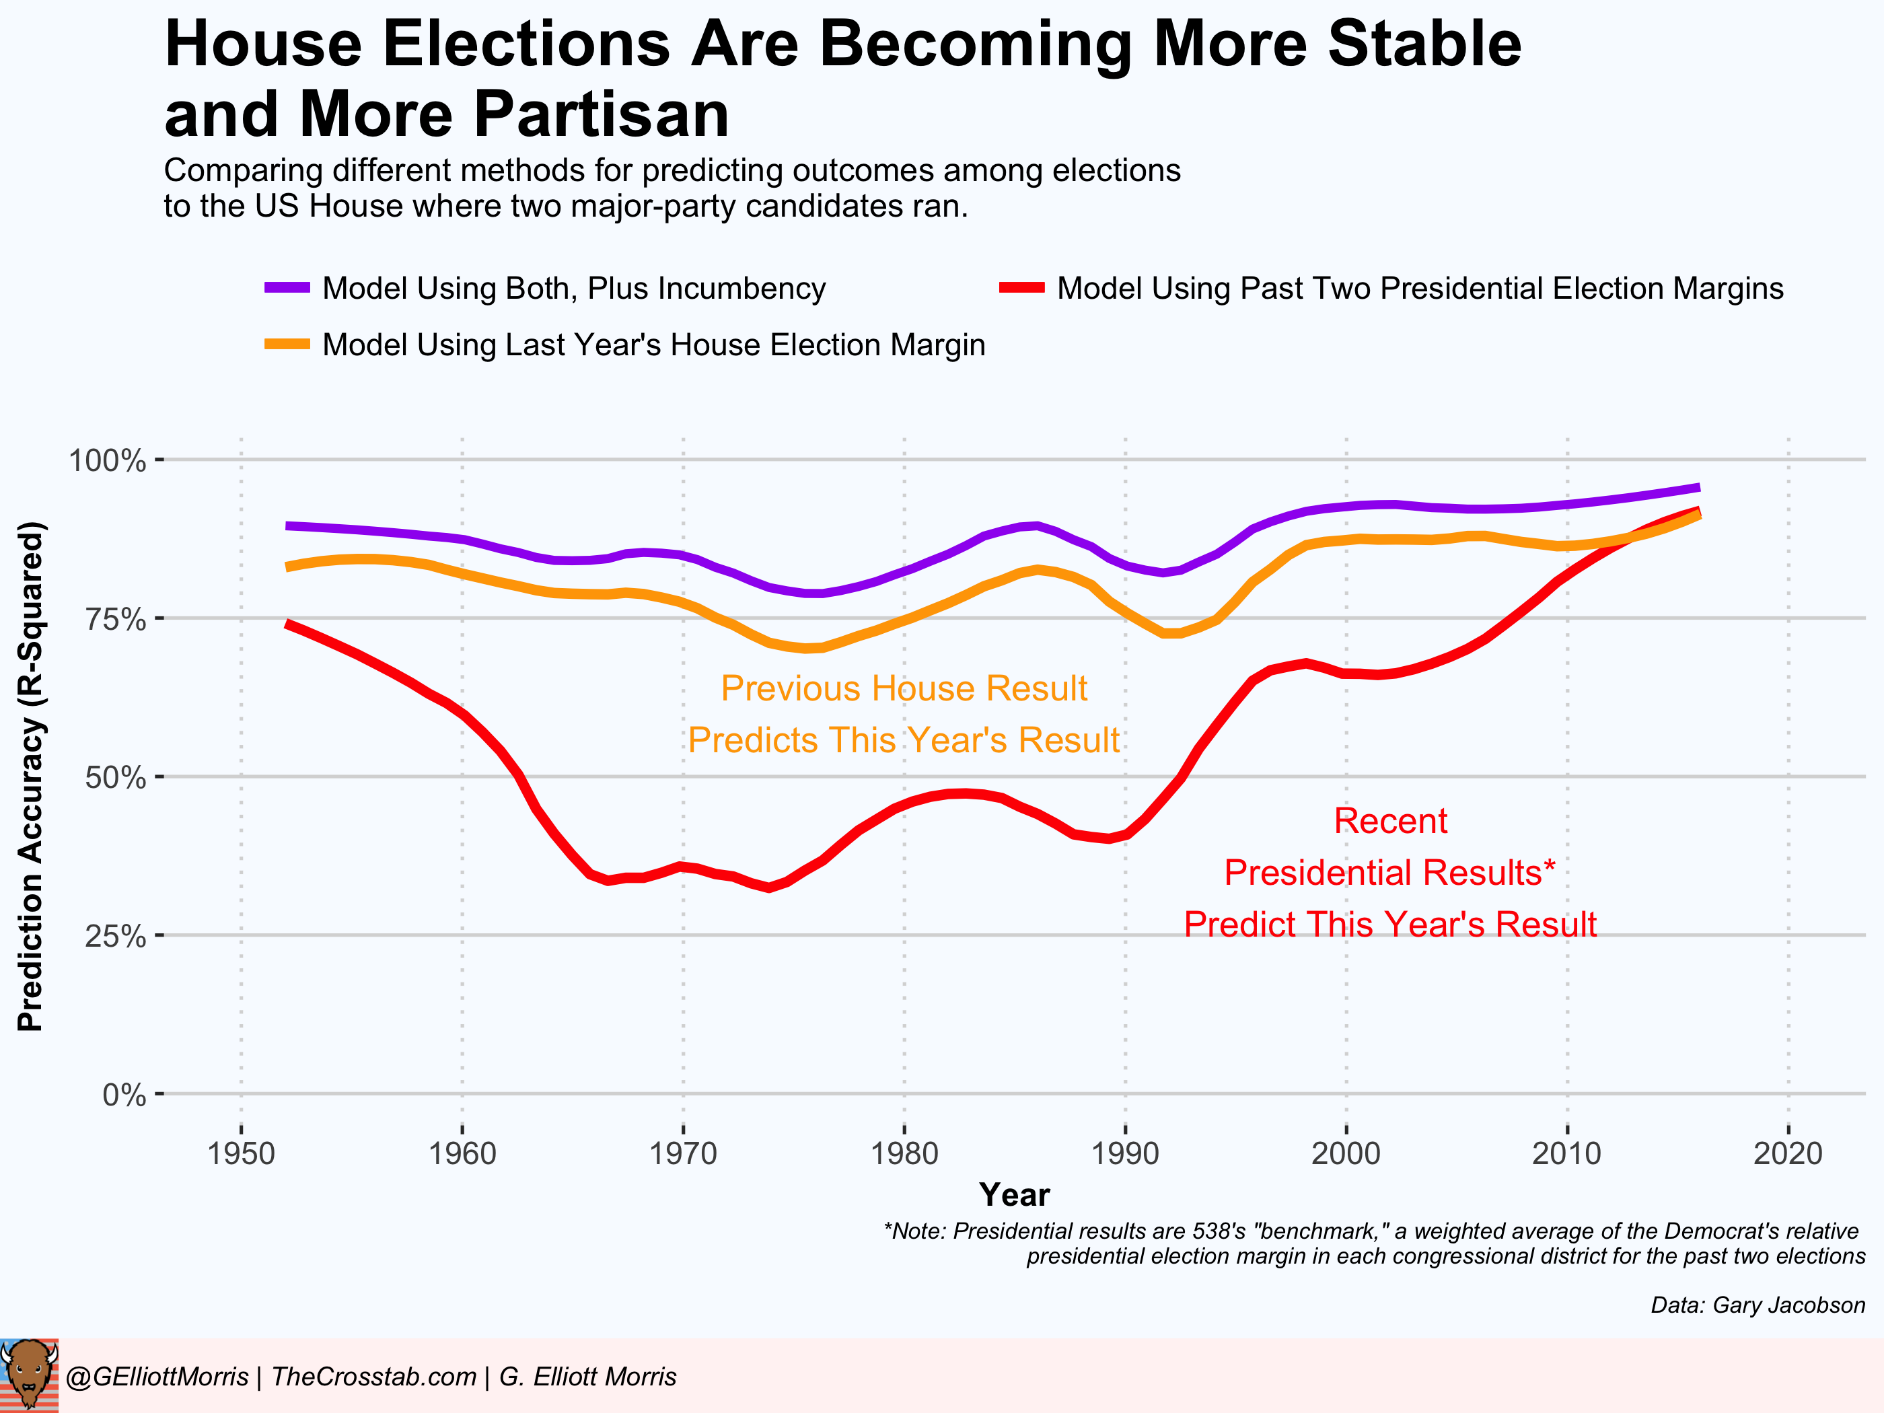 House Elections Are Becoming More Stable
and More Partisan
Comparing different methods for predicting outcomes among elections
to the US House where two major-party candidates ran.
Model Using Both, Plus Incumbency
Model Using Past Two Presidential Election Margins
Model Using Last Year's House Election Margin
Prediction Accuracy (R-Squared)
100%
75%
50%
25%
0%
Previous House Result
Predicts This Year's Result
Recent
Presidential Results*
Predict This Year's Result
1950
1960
1970
1980
1990
2000
2010
2020
Year
*Note: Presidential results are 538's "benchmark," a weighted average of the Democrat's relative
presidential election margin in each congressional district for the past two elections
Data: Gary Jacobson
@GElliottMorris | TheCrosstab.com | G. Elliott Morris